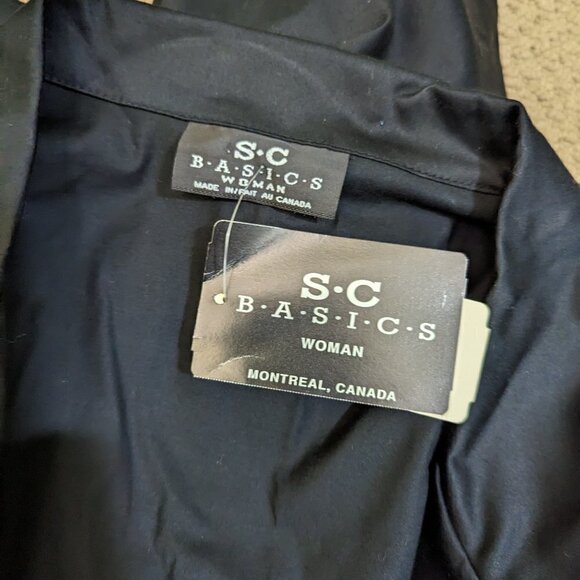 S·C
B·A·S·I·C·S
WOMAN
MADE IN/FAIT AU CANADA
S·C
B·A·S·I·C·S
WOMAN
MONTREAL, CANADA